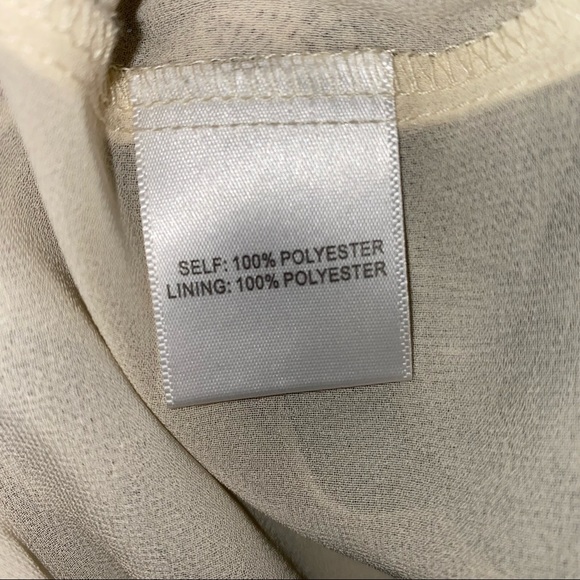 SELF: 100% POLYESTER
LINING: 100% POLYESTER